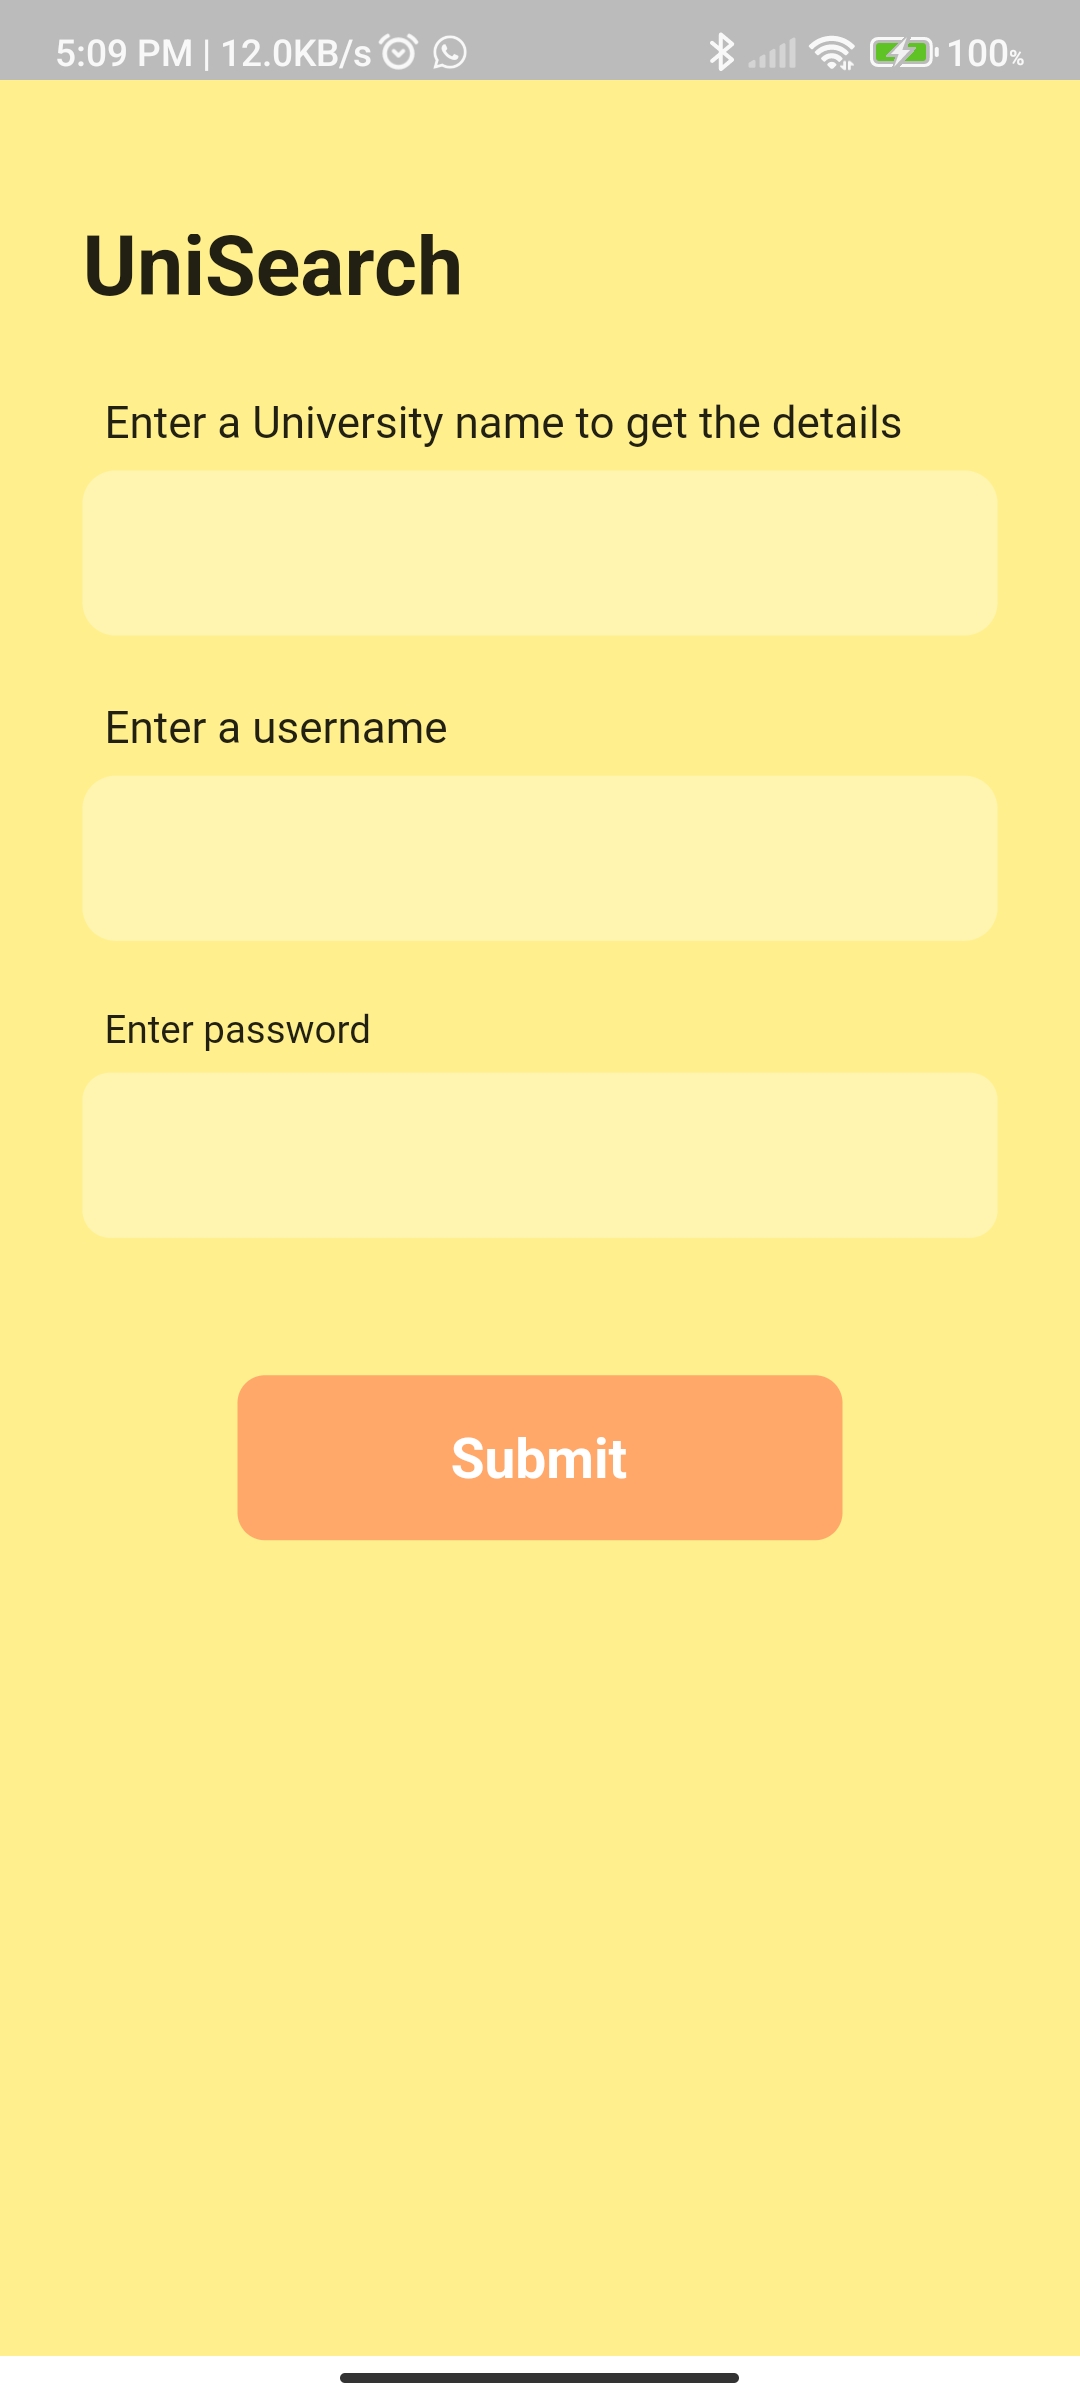 5:09 PM | 12.0KB/s 100%
UniSearch
Enter a University name to get the details
Enter a username
Enter password
Submit